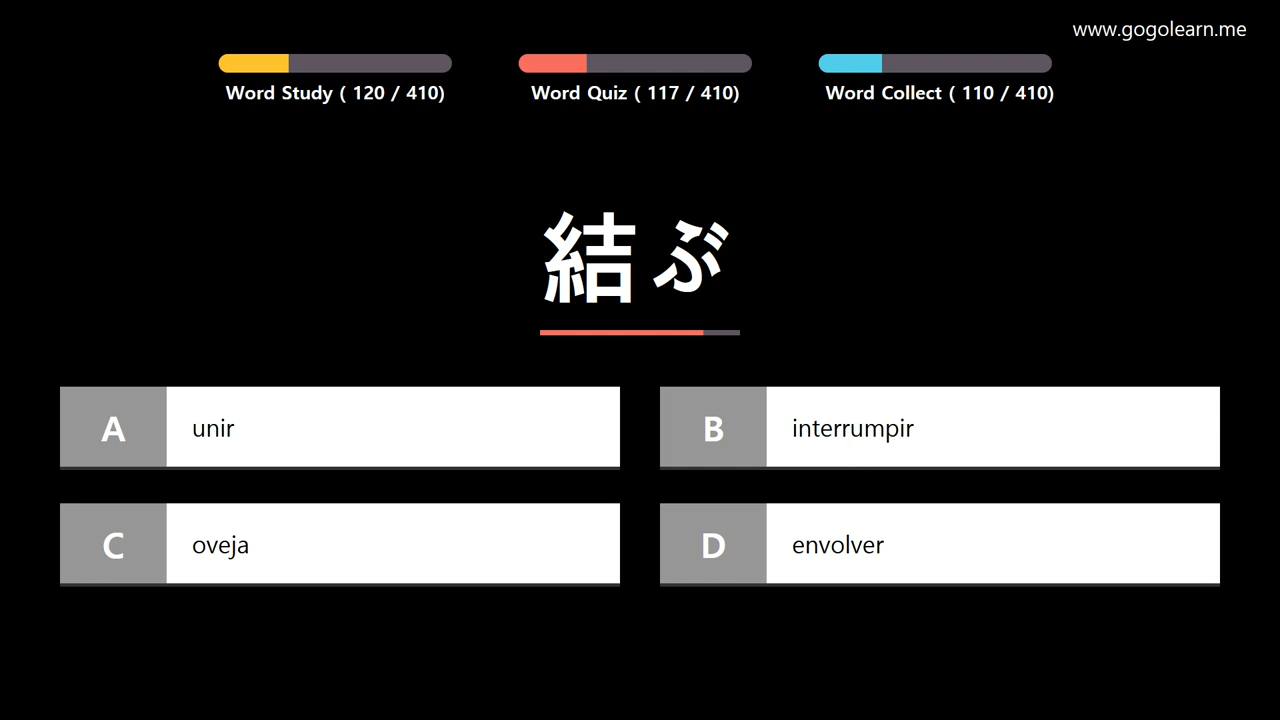 www.gogolearn.me
Word Study ( 120 / 410)
Word Quiz ( 117 / 410)
Word Collect ( 110 / 410)
結ぶ
A unir
B interrumpir
C oveja
D envolver